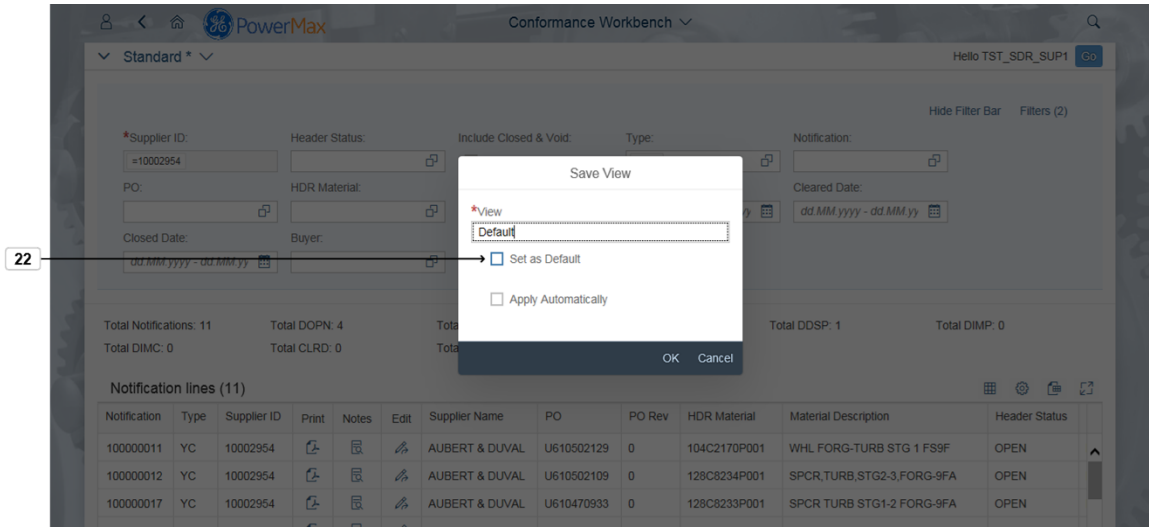 PowerMax
Conformance Workbench
Standard *
Hello TST_SDR_SUP1 Go
Hide Filter Bar Filters (2)
*Supplier ID: Header Status: Include Closed & Void: Type: Notification:
=10002954
PO: HDR Material: Cleared Date:
dd.MM.yyyy - dd.MM.yy
Closed Date: Buyer:
dd.MM.yyyy - dd.MM.yy
Save View
*View
Default
22
Set as Default
Apply Automatically
OK Cancel
Total Notifications: 11 Total DOPN: 4 Tota Total DDSP: 1 Total DIMP: 0
Total DIMC: 0 Total CLRD: 0 Tota
Notification lines (11)
Notification Type Supplier ID Print Notes Edit Supplier Name PO PO Rev HDR Material Material Description Header Status
100000011 YC 10002954 AUBERT & DUVAL U610502129 0 104C2170P001 WHL FORG-TURB STG 1 FS9F OPEN
100000012 YC 10002954 AUBERT & DUVAL U610502109 0 128C8234P001 SPCR,TURB,STG2-3,FORG-9FA OPEN
100000017 YC 10002954 AUBERT & DUVAL U610470933 0 128C8233P001 SPCR TURB STG1-2 FORG-9FA OPEN